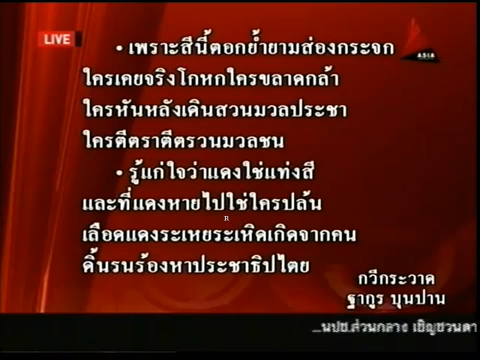 LIVE
ASIA
• เพราะสีนี้ตอกย้ำยามส่องกระจก
ใครเคยจริงโกหกใครขลาดกล้า
ใครหันหลังเดินสวนมวลประชา
ใครตีตราตีตรวนมวลชน
• รู้แก่ใจว่าแดงใช่แท่งสี
และที่แดงหายไปใช่ใครปล้น
R
เลือดแดงระเหยระเหิดเกิดจากคน
ดิ้นรนร้องหาประชาธิปไตย
กวีกระวาด
ฐากูร บุนปาน
...นปช.ส่วนกลาง เชิญชวนตา